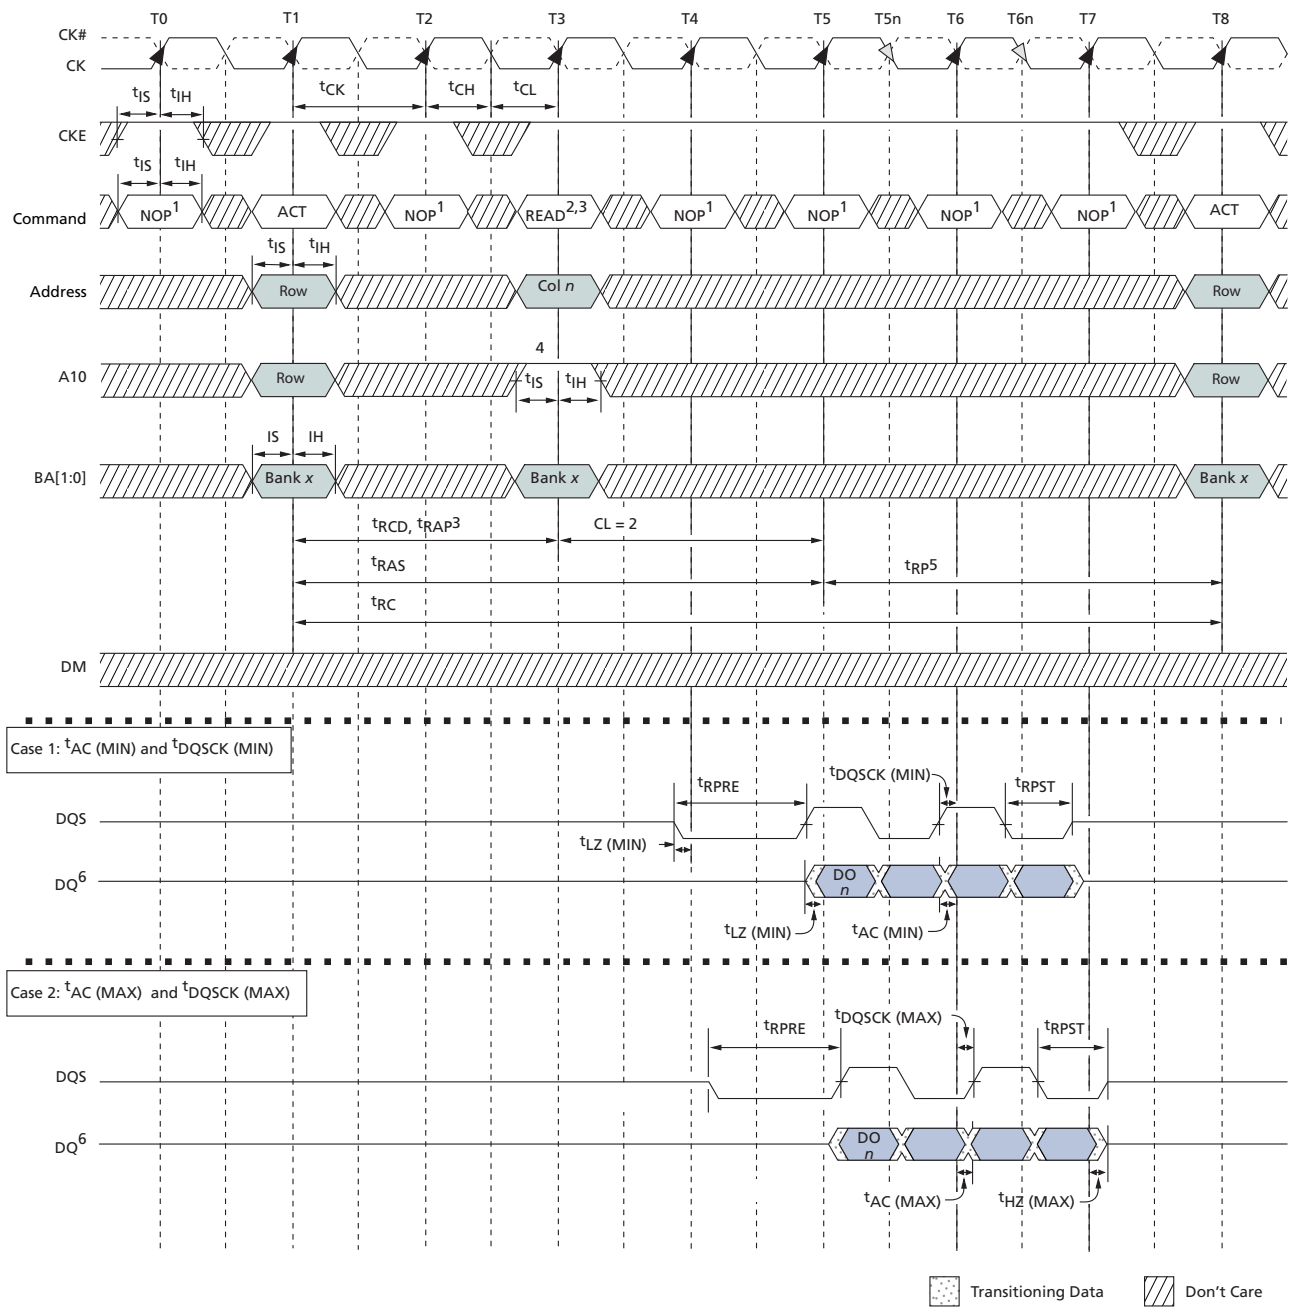 T0 T1 T2 T3 T4 T5 T5n T6 T6n T7 T8
CK#
CK
tCK tCH tCL
tIS tIH
CKE
tIS tIH
Command NOP1 ACT NOP1 READ2,3 NOP1 NOP1 NOP1 NOP1 ACT
tIS tIH
Address Row Col n Row
4
A10 Row tIS tIH Row
IS IH
BA[1:0] Bank x Bank x Bank x
tRCD, tRAP3 CL = 2
tRAS tRP5
tRC
DM
Case 1: tAC (MIN) and tDQSCK (MIN)
tRPRE tDQSCK (MIN) tRPST
DQS
tLZ (MIN)
DQ6 DO n
tLZ (MIN) tAC (MIN)
Case 2: tAC (MAX) and tDQSCK (MAX)
tRPRE tDQSCK (MAX) tRPST
DQS
DQ6 DO n
tAC (MAX) tHZ (MAX)
Transitioning Data Don't Care